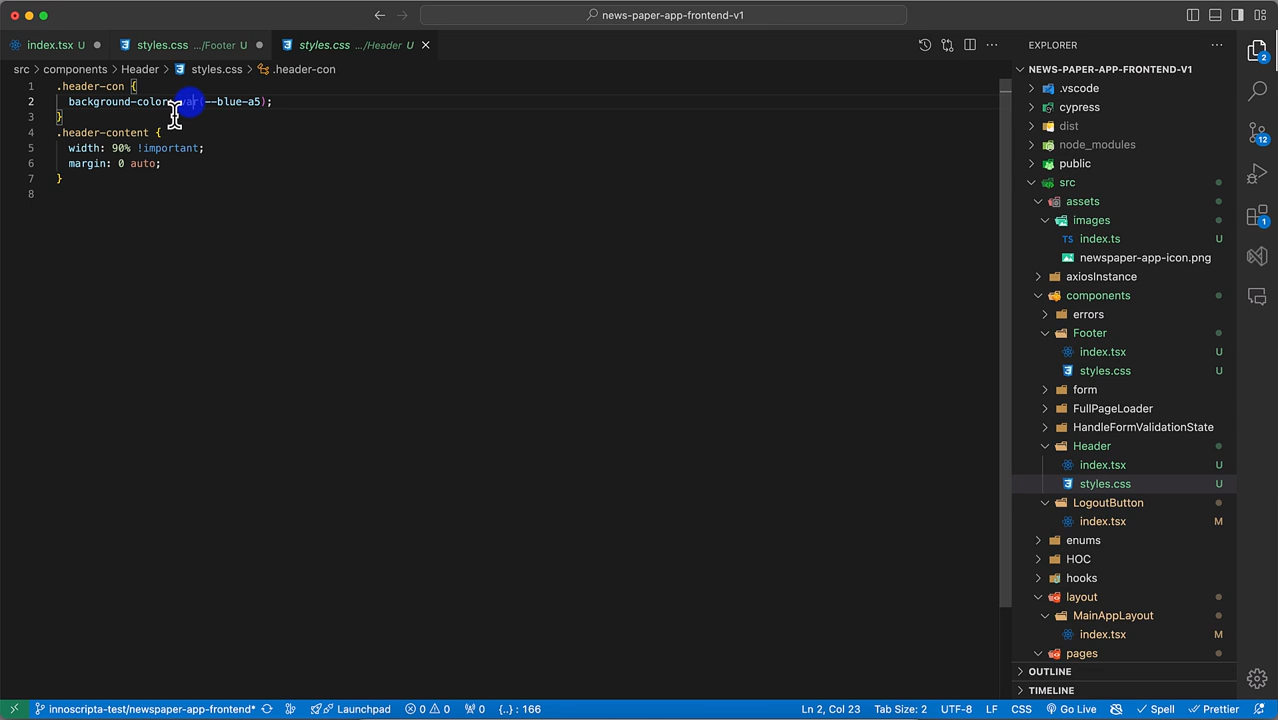 news-paper-app-frontend-v1
index.tsx U
styles.css .../Footer U
styles.css .../Header U
EXPLORER
src > components > Header > styles.css > .header-con
NEWS-PAPER-APP-FRONTEND-V1
1 .header-con {
2 background-color: var(--blue-a5);
3 }
4 .header-content {
5 width: 90% !important;
6 margin: 0 auto;
7 }
8
.vscode
cypress
dist
node_modules
public
src
assets
images
TS index.ts U
newspaper-app-icon.png
axiosInstance
components
errors
Footer
index.tsx U
styles.css U
form
FullPageLoader
HandleFormValidationState
Header
index.tsx U
styles.css U
LogoutButton
index.tsx M
enums
HOC
hooks
layout
MainAppLayout
index.tsx M
pages
OUTLINE
TIMELINE
2
12
1
innoscripta-test/newspaper-app-frontend* Launchpad 0 0 0 {..} : 166 Ln 2, Col 23 Tab Size: 2 UTF-8 LF CSS Go Live Spell Prettier